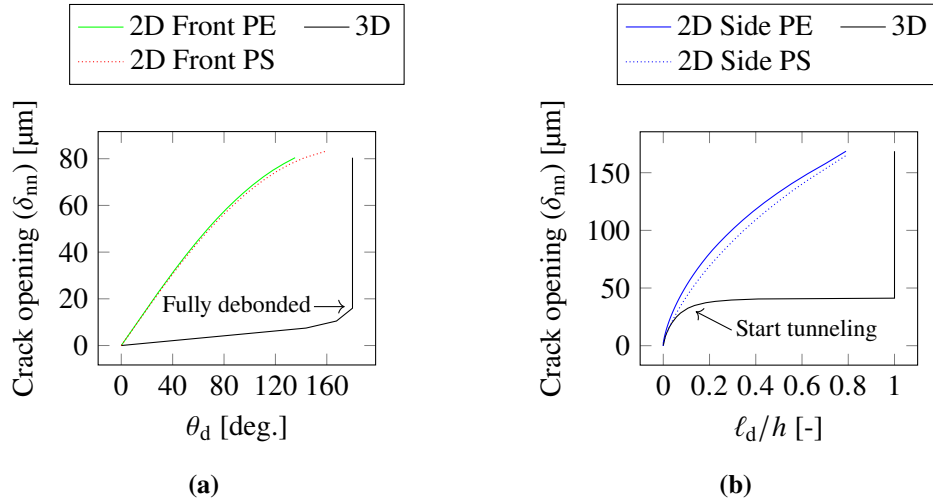 2D Front PE
3D
2D Front PS
Crack opening (δnn) [µm]
80
60
40
20
0
Fully debonded
0 40 80 120 160
θd [deg.]
(a)
2D Side PE
3D
2D Side PS
Crack opening (δnn) [µm]
150
100
50
0
Start tunneling
0 0.2 0.4 0.6 0.8 1
ℓd/h [-]
(b)